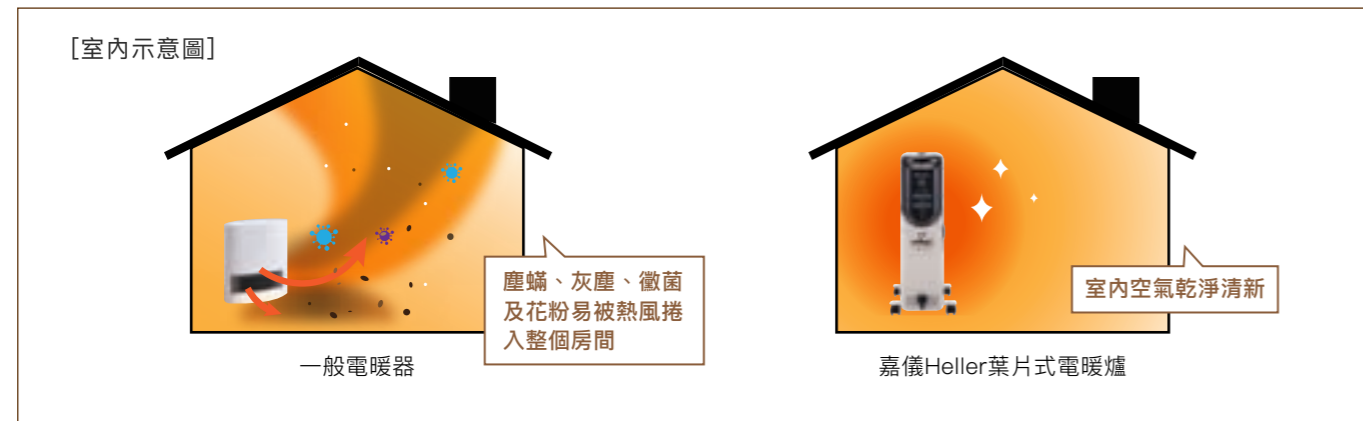 [室內示意圖]
塵蟎、灰塵、黴菌
及花粉易被熱風捲
入整個房間
室內空氣乾淨清新
一般電暖器
嘉儀Heller葉片式電暖爐